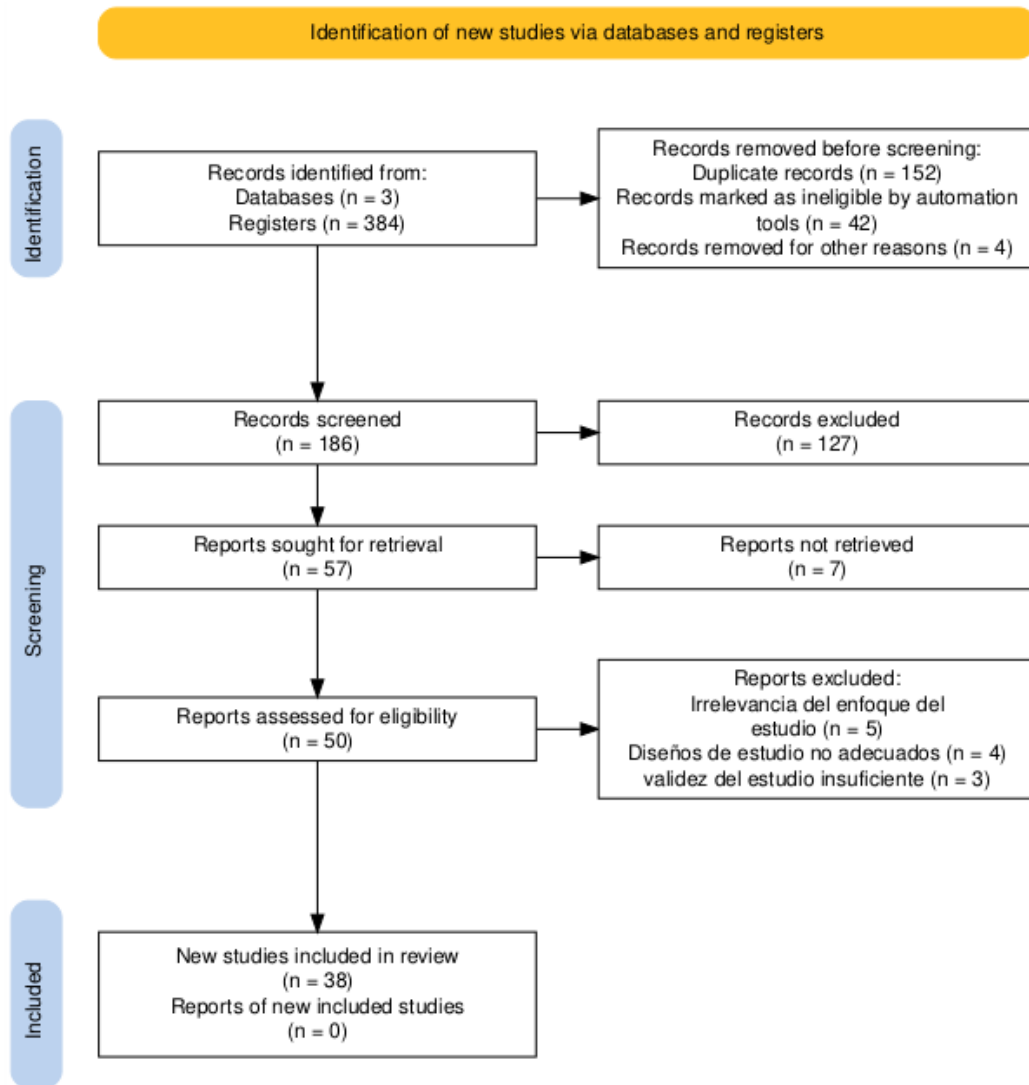 Identification of new studies via databases and registers
Identification
Records identified from:
Databases (n = 3)
Registers (n = 384)
Records removed before screening:
Duplicate records (n = 152)
Records marked as ineligible by automation
tools (n = 42)
Records removed for other reasons (n = 4)
Screening
Records screened
(n = 186)
Records excluded
(n = 127)
Reports sought for retrieval
(n = 57)
Reports not retrieved
(n = 7)
Reports assessed for eligibility
(n = 50)
Reports excluded:
Irrelevancia del enfoque del
estudio (n = 5)
Diseños de estudio no adecuados (n = 4)
validez del estudio insuficiente (n = 3)
Included
New studies included in review
(n = 38)
Reports of new included studies
(n = 0)